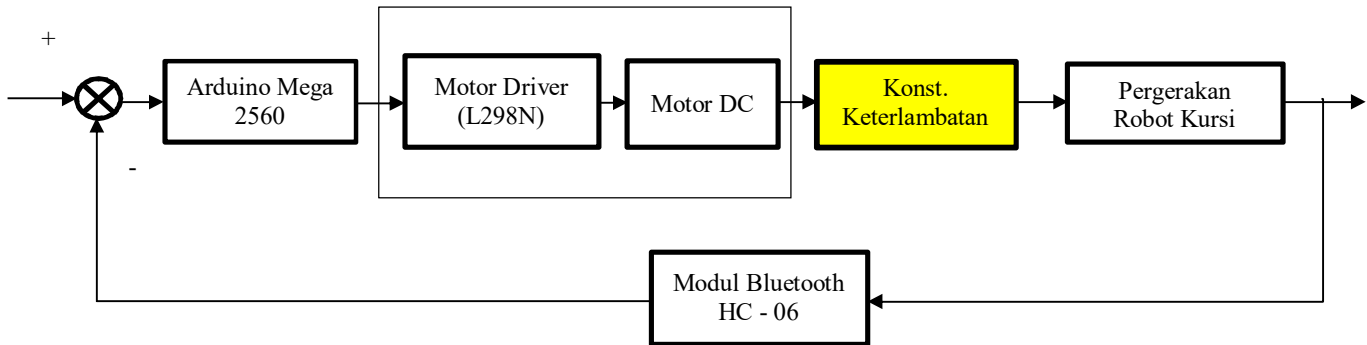 +
Arduino Mega
2560
Motor Driver
(L298N)
Motor DC
Konst.
Keterlambatan
Pergerakan
Robot Kursi
-
Modul Bluetooth
HC - 06